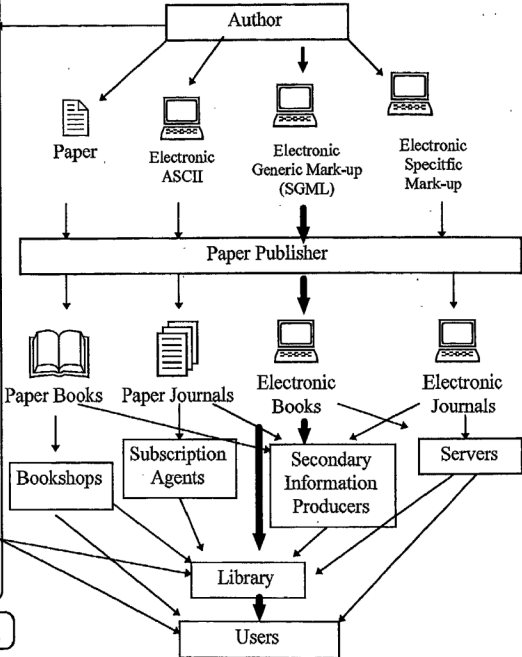 Author
Paper
Electronic
ASCII
Electronic
Generic Mark-up
(SGML)
Electronic
Specitfic
Mark-up
Paper Publisher
Paper Books
Paper Journals
Electronic
Books
Electronic
Journals
Bookshops
Subscription
Agents
Secondary
Information
Producers
Servers
Library
Users